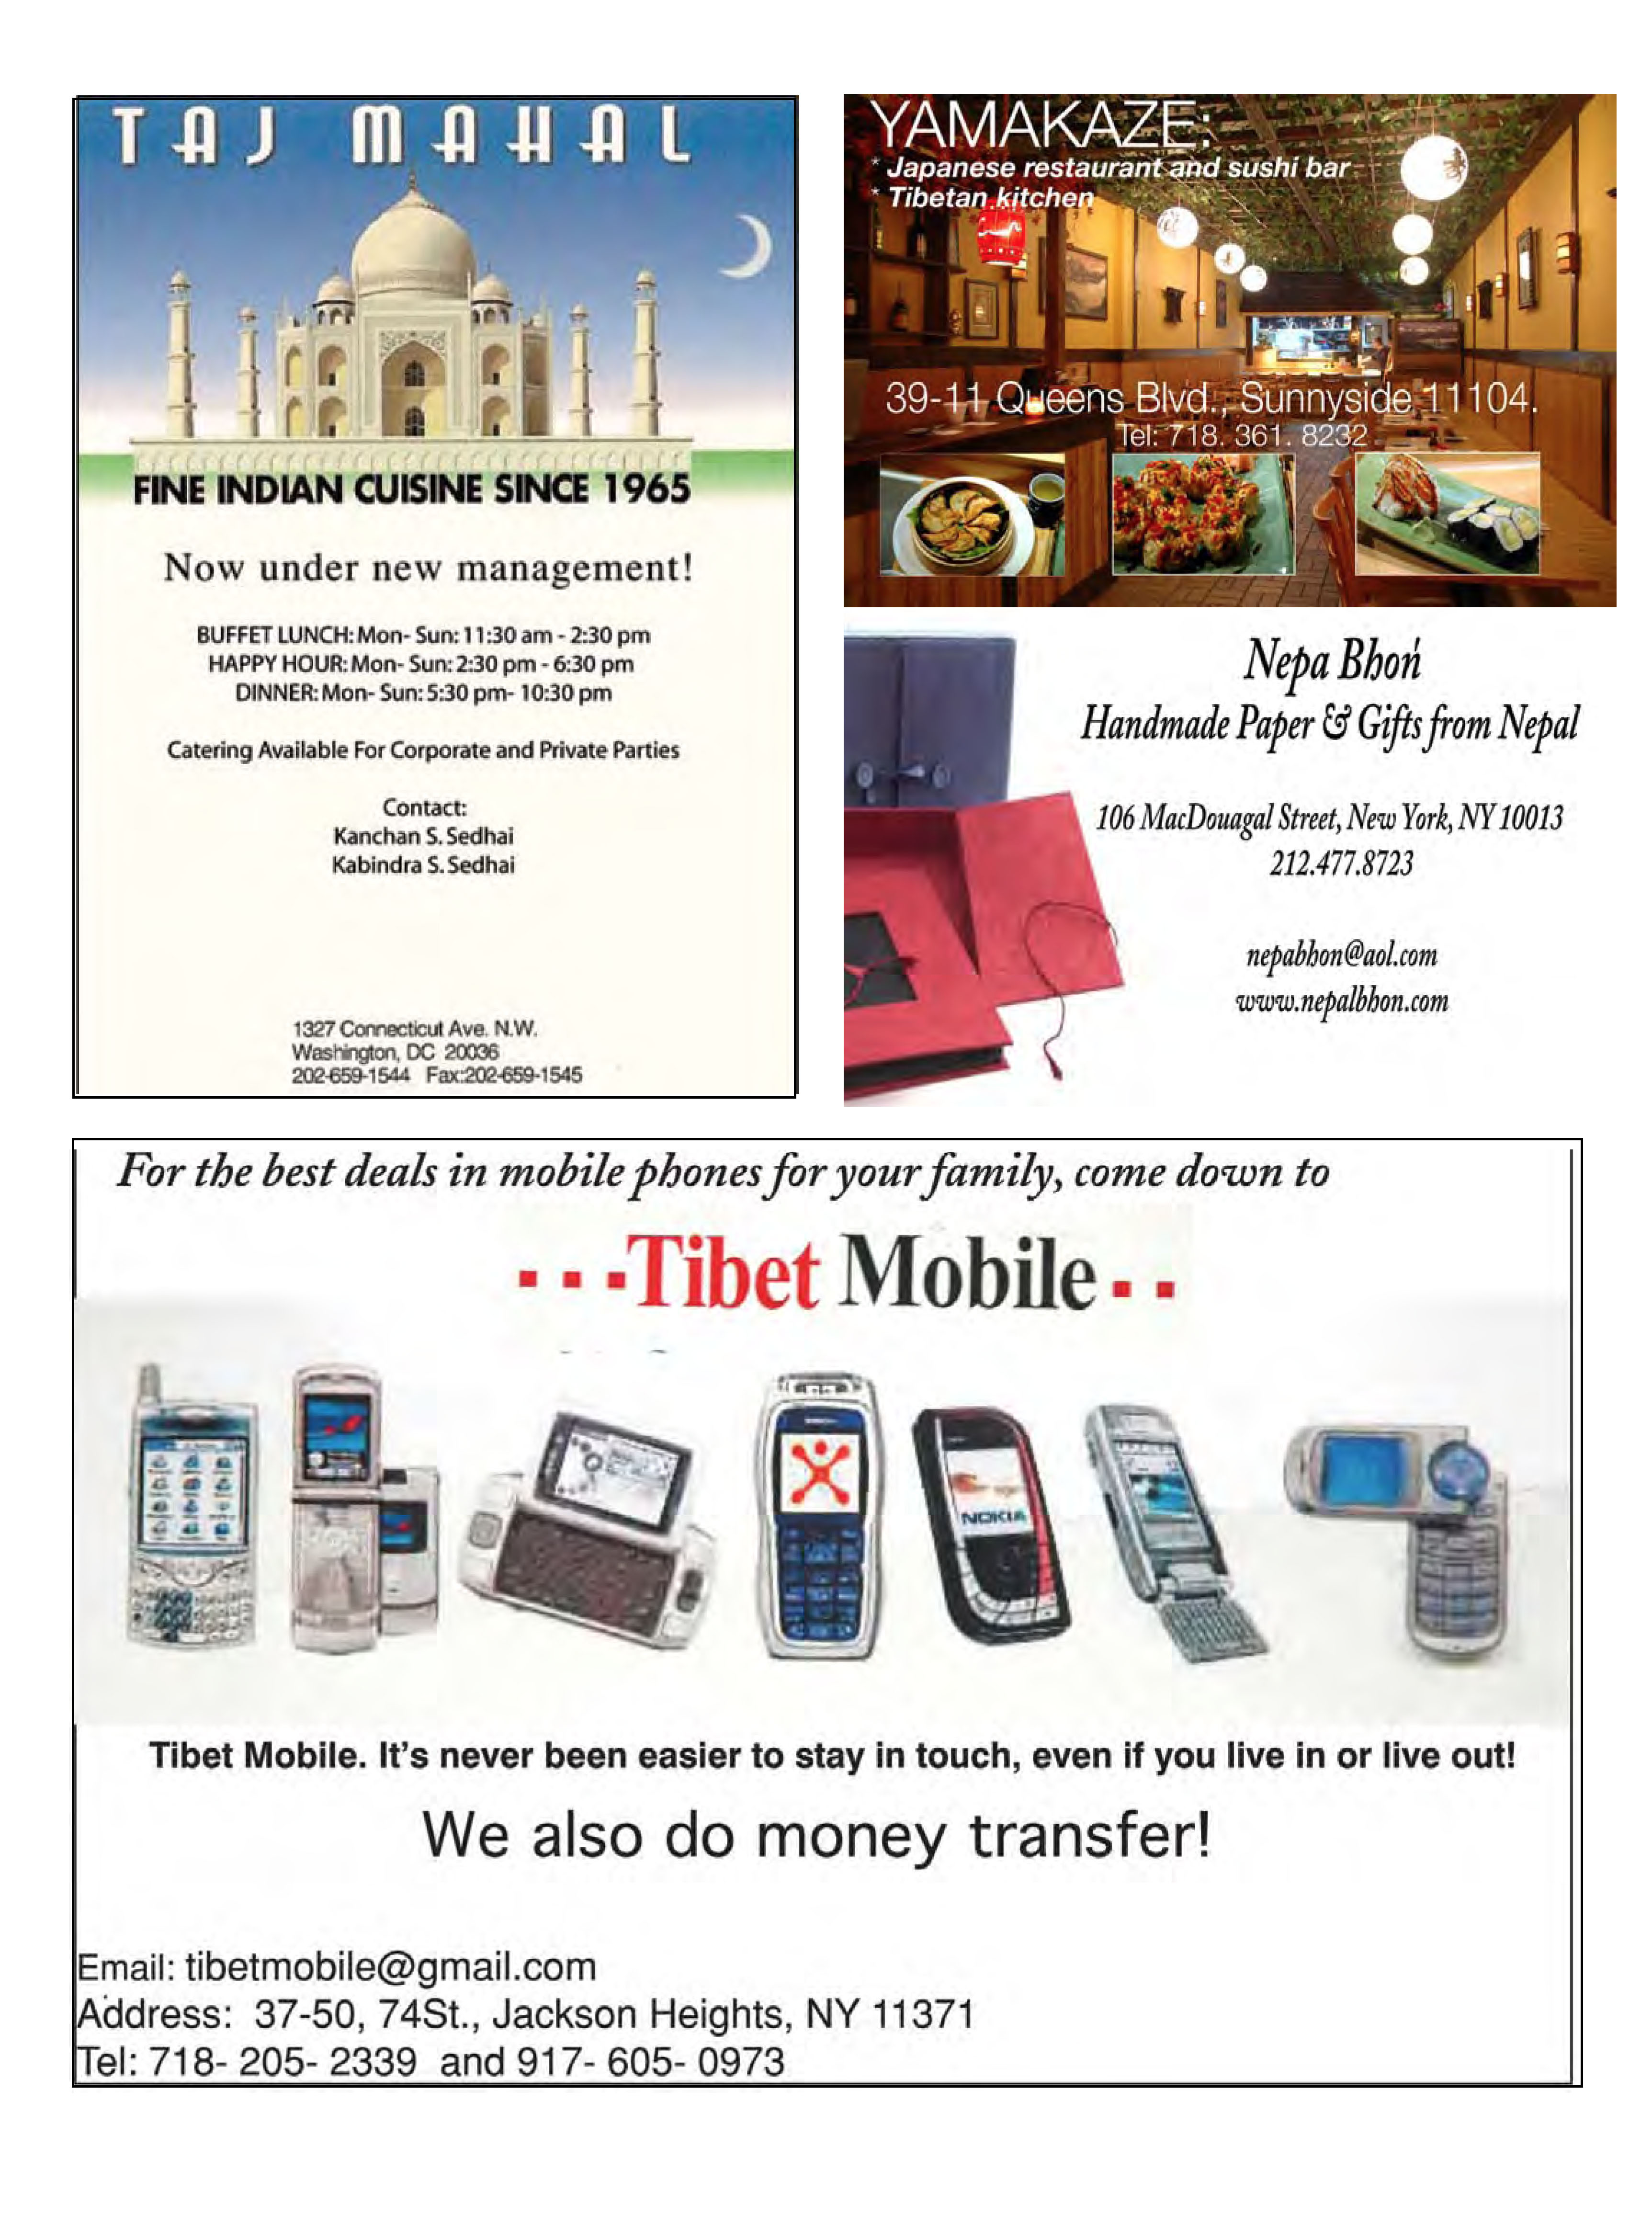 TAJ MAHAL
FINE INDIAN CUISINE SINCE 1965
Now under new management!
BUFFET LUNCH: Mon- Sun: 11:30 am - 2:30 pm
HAPPY HOUR: Mon- Sun: 2:30 pm - 6:30 pm
DINNER: Mon- Sun: 5:30 pm- 10:30 pm
Catering Available For Corporate and Private Parties
Contact:
Kanchan S. Sedhai
Kabindra S. Sedhai
1327 Connecticut Ave. N.W.
Washington, DC 20036
202-659-1544 Fax:202-659-1545
YAMAKAZE:
* Japanese restaurant and sushi bar
* Tibetan kitchen
39-11 Queens Blvd., Sunnyside 11104.
Tel: 718. 361. 8232
Nepa Bhoń
Handmade Paper & Gifts from Nepal
106 MacDouagal Street, New York, NY 10013
212.477.8723
nepabhon@aol.com
www.nepalbhon.com
For the best deals in mobile phones for your family, come down to
---Tibet Mobile--
NOKIA
Tibet Mobile. It's never been easier to stay in touch, even if you live in or live out!
We also do money transfer!
Email: tibetmobile@gmail.com
Address: 37-50, 74St., Jackson Heights, NY 11371
Tel: 718- 205- 2339 and 917- 605- 0973